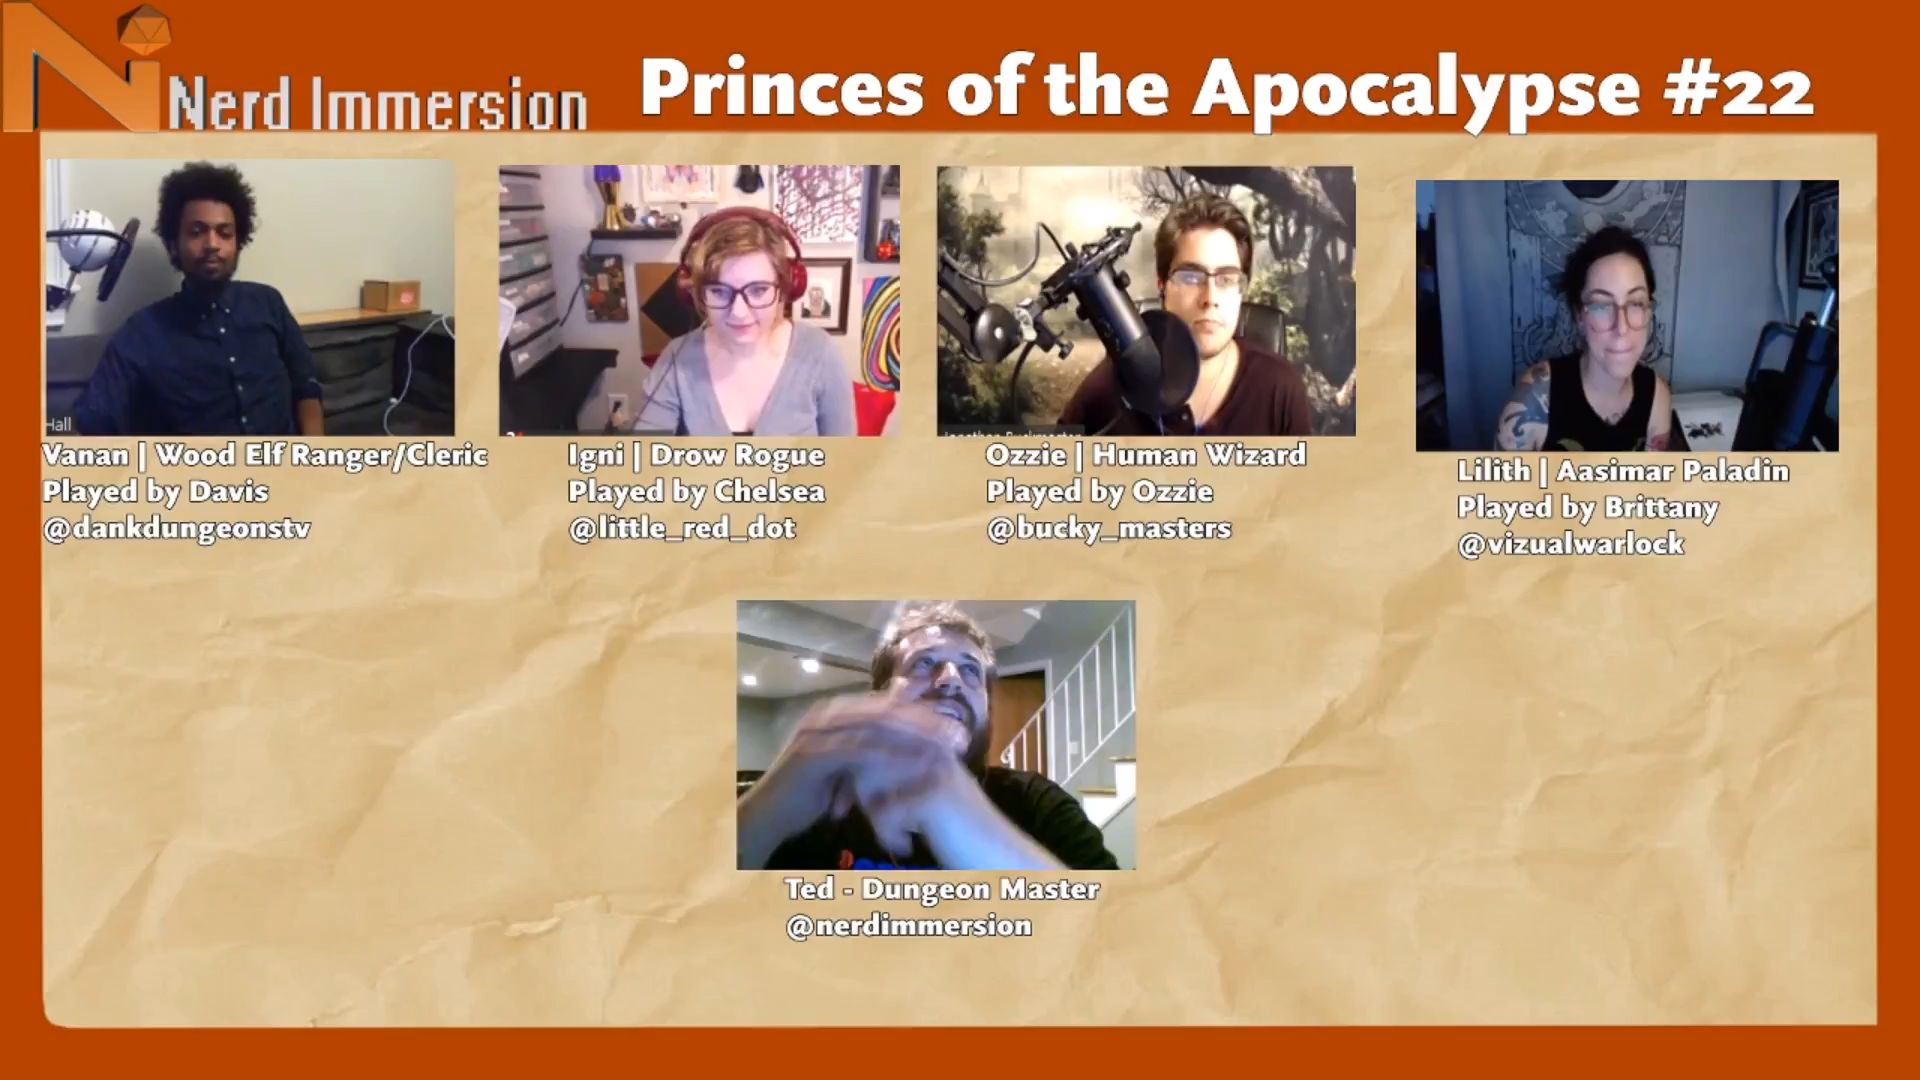 Nerd Immersion
Princes of the Apocalypse #22
Hall
Vanan | Wood Elf Ranger/Cleric
Played by Davis
@dankdungeonstv
Igni | Drow Rogue
Played by Chelsea
@little_red_dot
Ozzie | Human Wizard
Played by Ozzie
@bucky_masters
Lilith | Aasimar Paladin
Played by Brittany
@vizualwarlock
Ted - Dungeon Master
@nerdimmersion